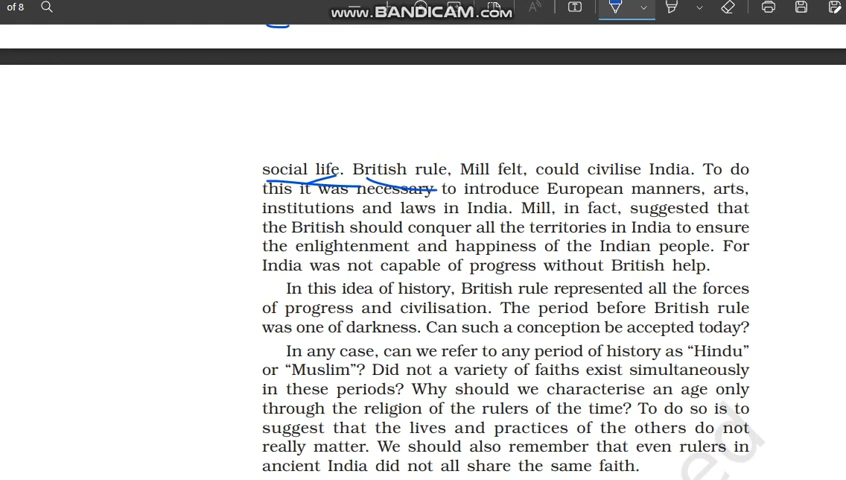 of 8
www.BANDICAM.com
social life. British rule, Mill felt, could civilise India. To do
this it was necessary to introduce European manners, arts,
institutions and laws in India. Mill, in fact, suggested that
the British should conquer all the territories in India to ensure
the enlightenment and happiness of the Indian people. For
India was not capable of progress without British help.
In this idea of history, British rule represented all the forces
of progress and civilisation. The period before British rule
was one of darkness. Can such a conception be accepted today?
In any case, can we refer to any period of history as “Hindu”
or “Muslim”? Did not a variety of faiths exist simultaneously
in these periods? Why should we characterise an age only
through the religion of the rulers of the time? To do so is to
suggest that the lives and practices of the others do not
really matter. We should also remember that even rulers in
ancient India did not all share the same faith.